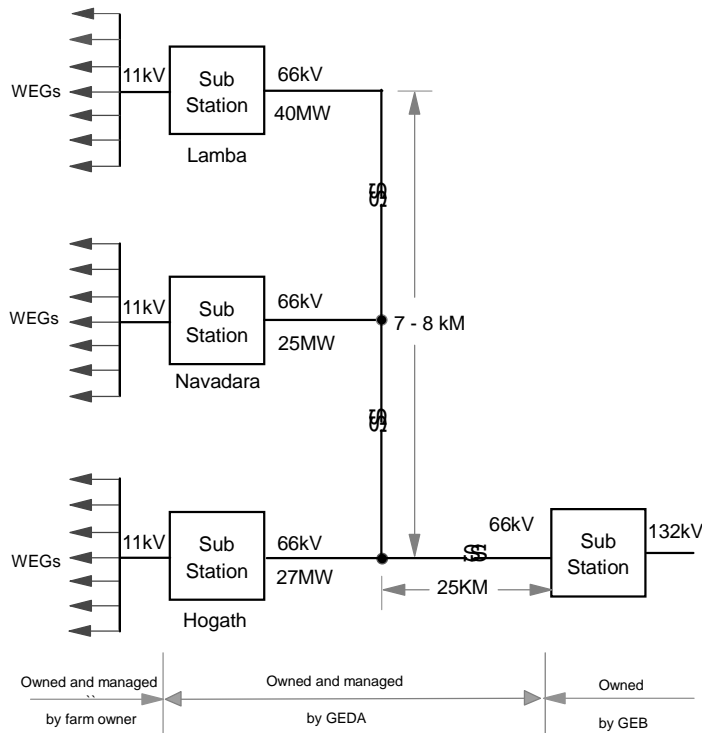 WEGs
11kV
Sub
Station
66kV
40MW
Lamba
WEGs
11kV
Sub
Station
66kV
25MW
Navadara
7 - 8 kM
WEGs
11kV
Sub
Station
66kV
27MW
Hogath
66kV
25KM
Sub
Station
132kV
Owned and managed
by farm owner
Owned and managed
by GEDA
Owned
by GEB